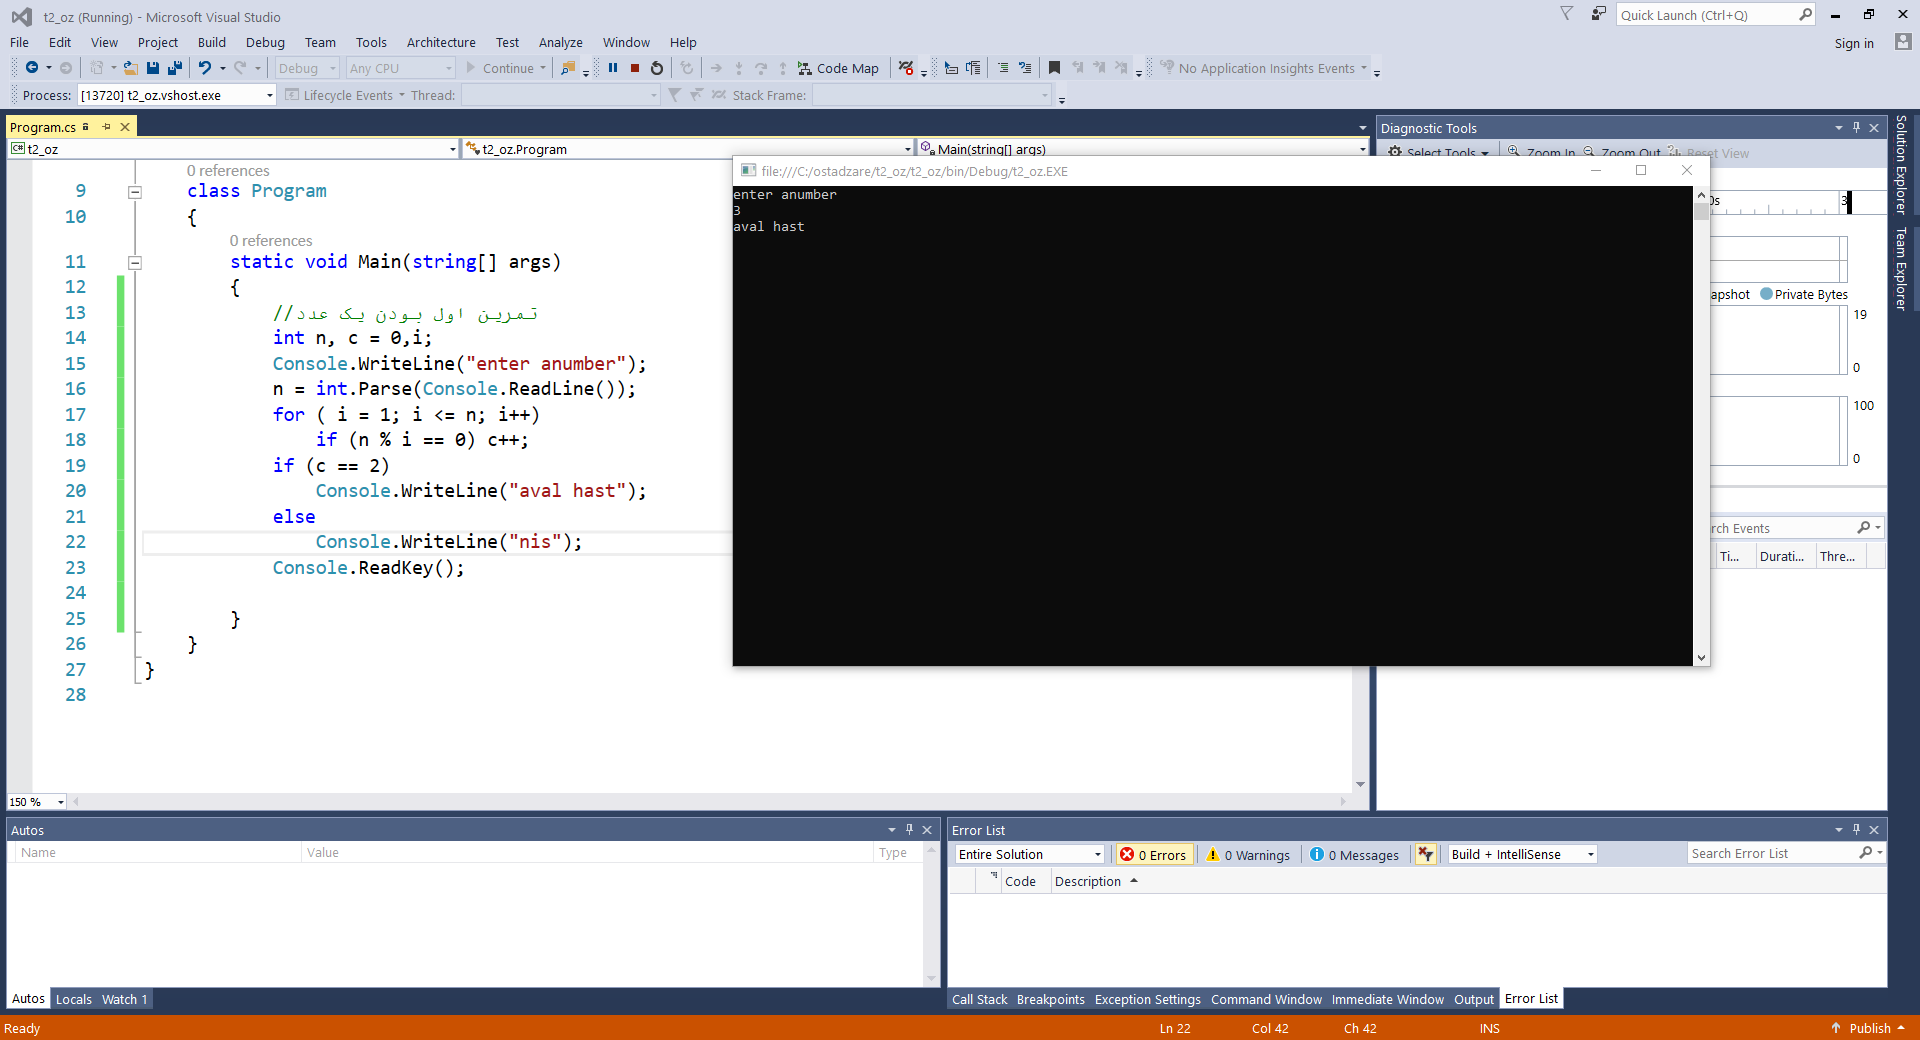 t2_oz (Running) - Microsoft Visual Studio
Quick Launch (Ctrl+Q)
File Edit View Project Build Debug Team Tools Architecture Test Analyze Window Help
Sign in
Debug Any CPU Continue Code Map No Application Insights Events
Process: [13720] t2_oz.vshost.exe Lifecycle Events Thread: Stack Frame:
Program.cs
t2_oz t2_oz.Program Main(string[] args)
0 references
9 class Program
10 {
0 references
11 static void Main(string[] args)
12 {
13 //تمرین اول بودن یک عدد
14 int n, c = 0,i;
15 Console.WriteLine("enter anumber");
16 n = int.Parse(Console.ReadLine());
17 for ( i = 1; i <= n; i++)
18 if (n % i == 0) c++;
19 if (c == 2)
20 Console.WriteLine("aval hast");
21 else
22 Console.WriteLine("nis");
23 Console.ReadKey();
24
25 }
26 }
27 }
28
150 %
file:///C:/ostadzare/t2_oz/t2_oz/bin/Debug/t2_oz.EXE
enter anumber
3
aval hast
Diagnostic Tools
Select Tools Zoom In Zoom Out Reset View
0s 3
apshot Private Bytes
19
0
100
0
rch Events
Ti... Durati... Thre...
Solution Explorer
Team Explorer
Autos
Name Value Type
Autos Locals Watch 1
Error List
Entire Solution 0 Errors 0 Warnings 0 Messages Build + IntelliSense Search Error List
Code Description
Call Stack Breakpoints Exception Settings Command Window Immediate Window Output Error List
Ready Ln 22 Col 42 Ch 42 INS Publish